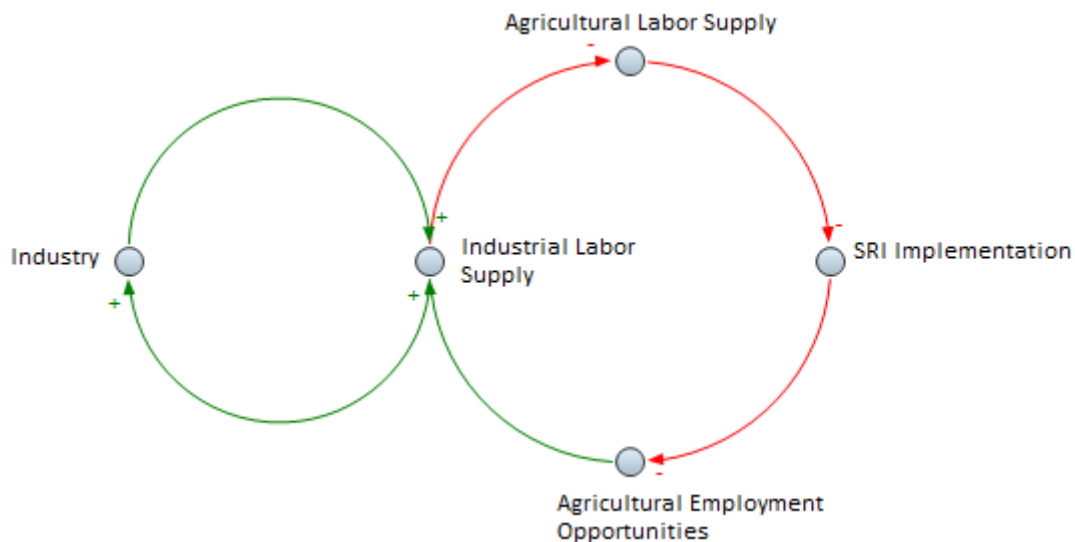 Agricultural Labor Supply
-
+
-
Industry
Industrial Labor
Supply
SRI Implementation
+
+
-
Agricultural Employment
Opportunities